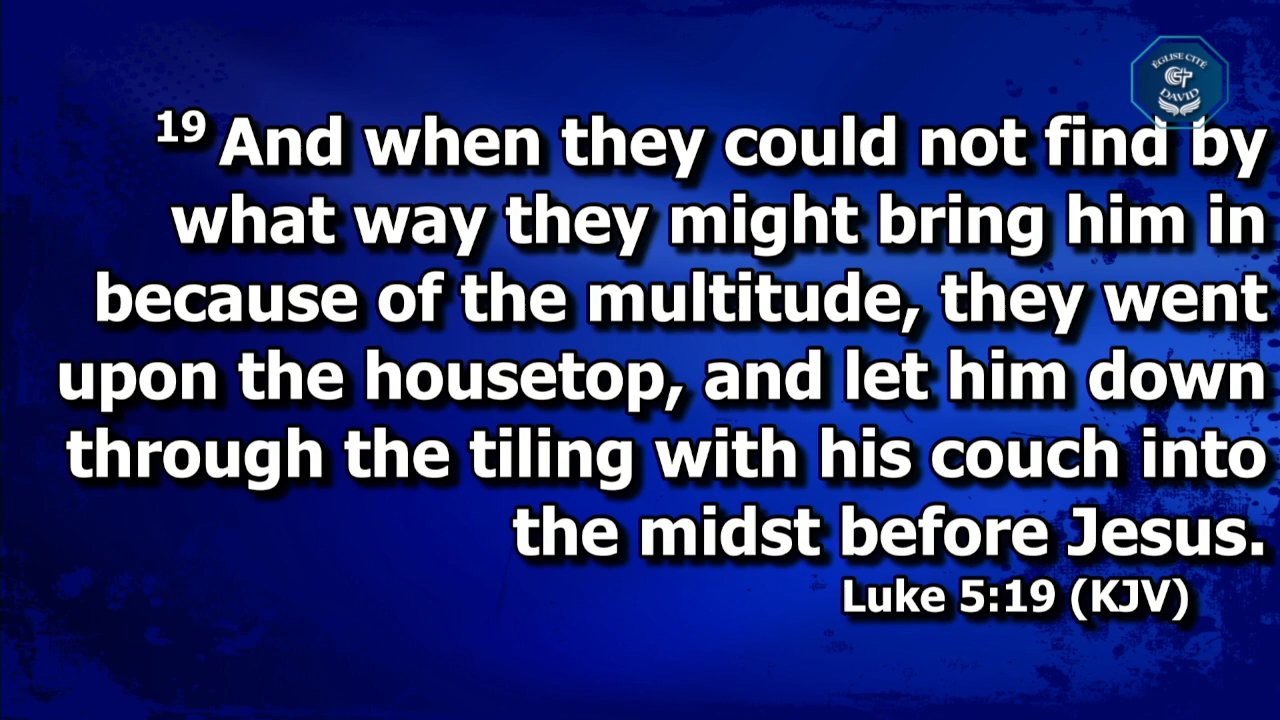 ÉGLISE CITÉ
DAVID
19 And when they could not find by
what way they might bring him in
because of the multitude, they went
upon the housetop, and let him down
through the tiling with his couch into
the midst before Jesus.
Luke 5:19 (KJV)